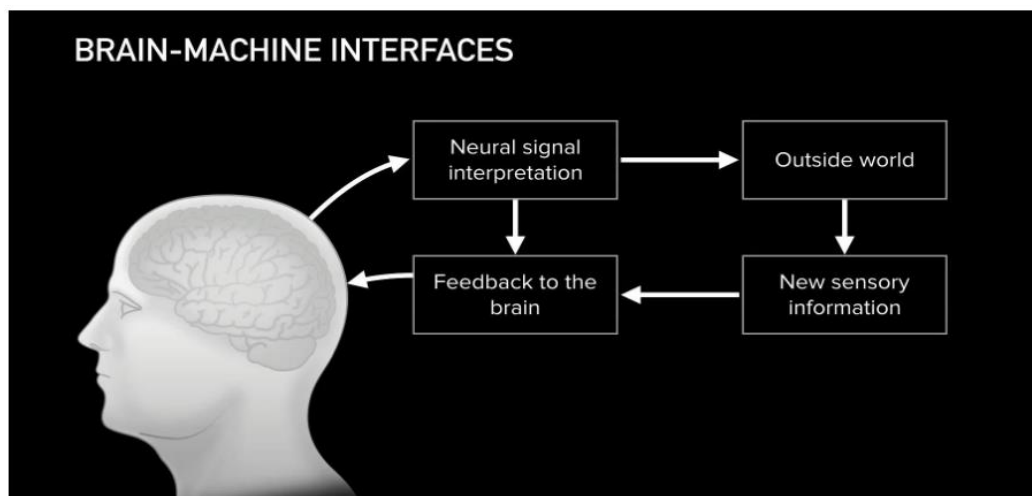 BRAIN-MACHINE INTERFACES
Neural signal
interpretation
Outside world
Feedback to the
brain
New sensory
information